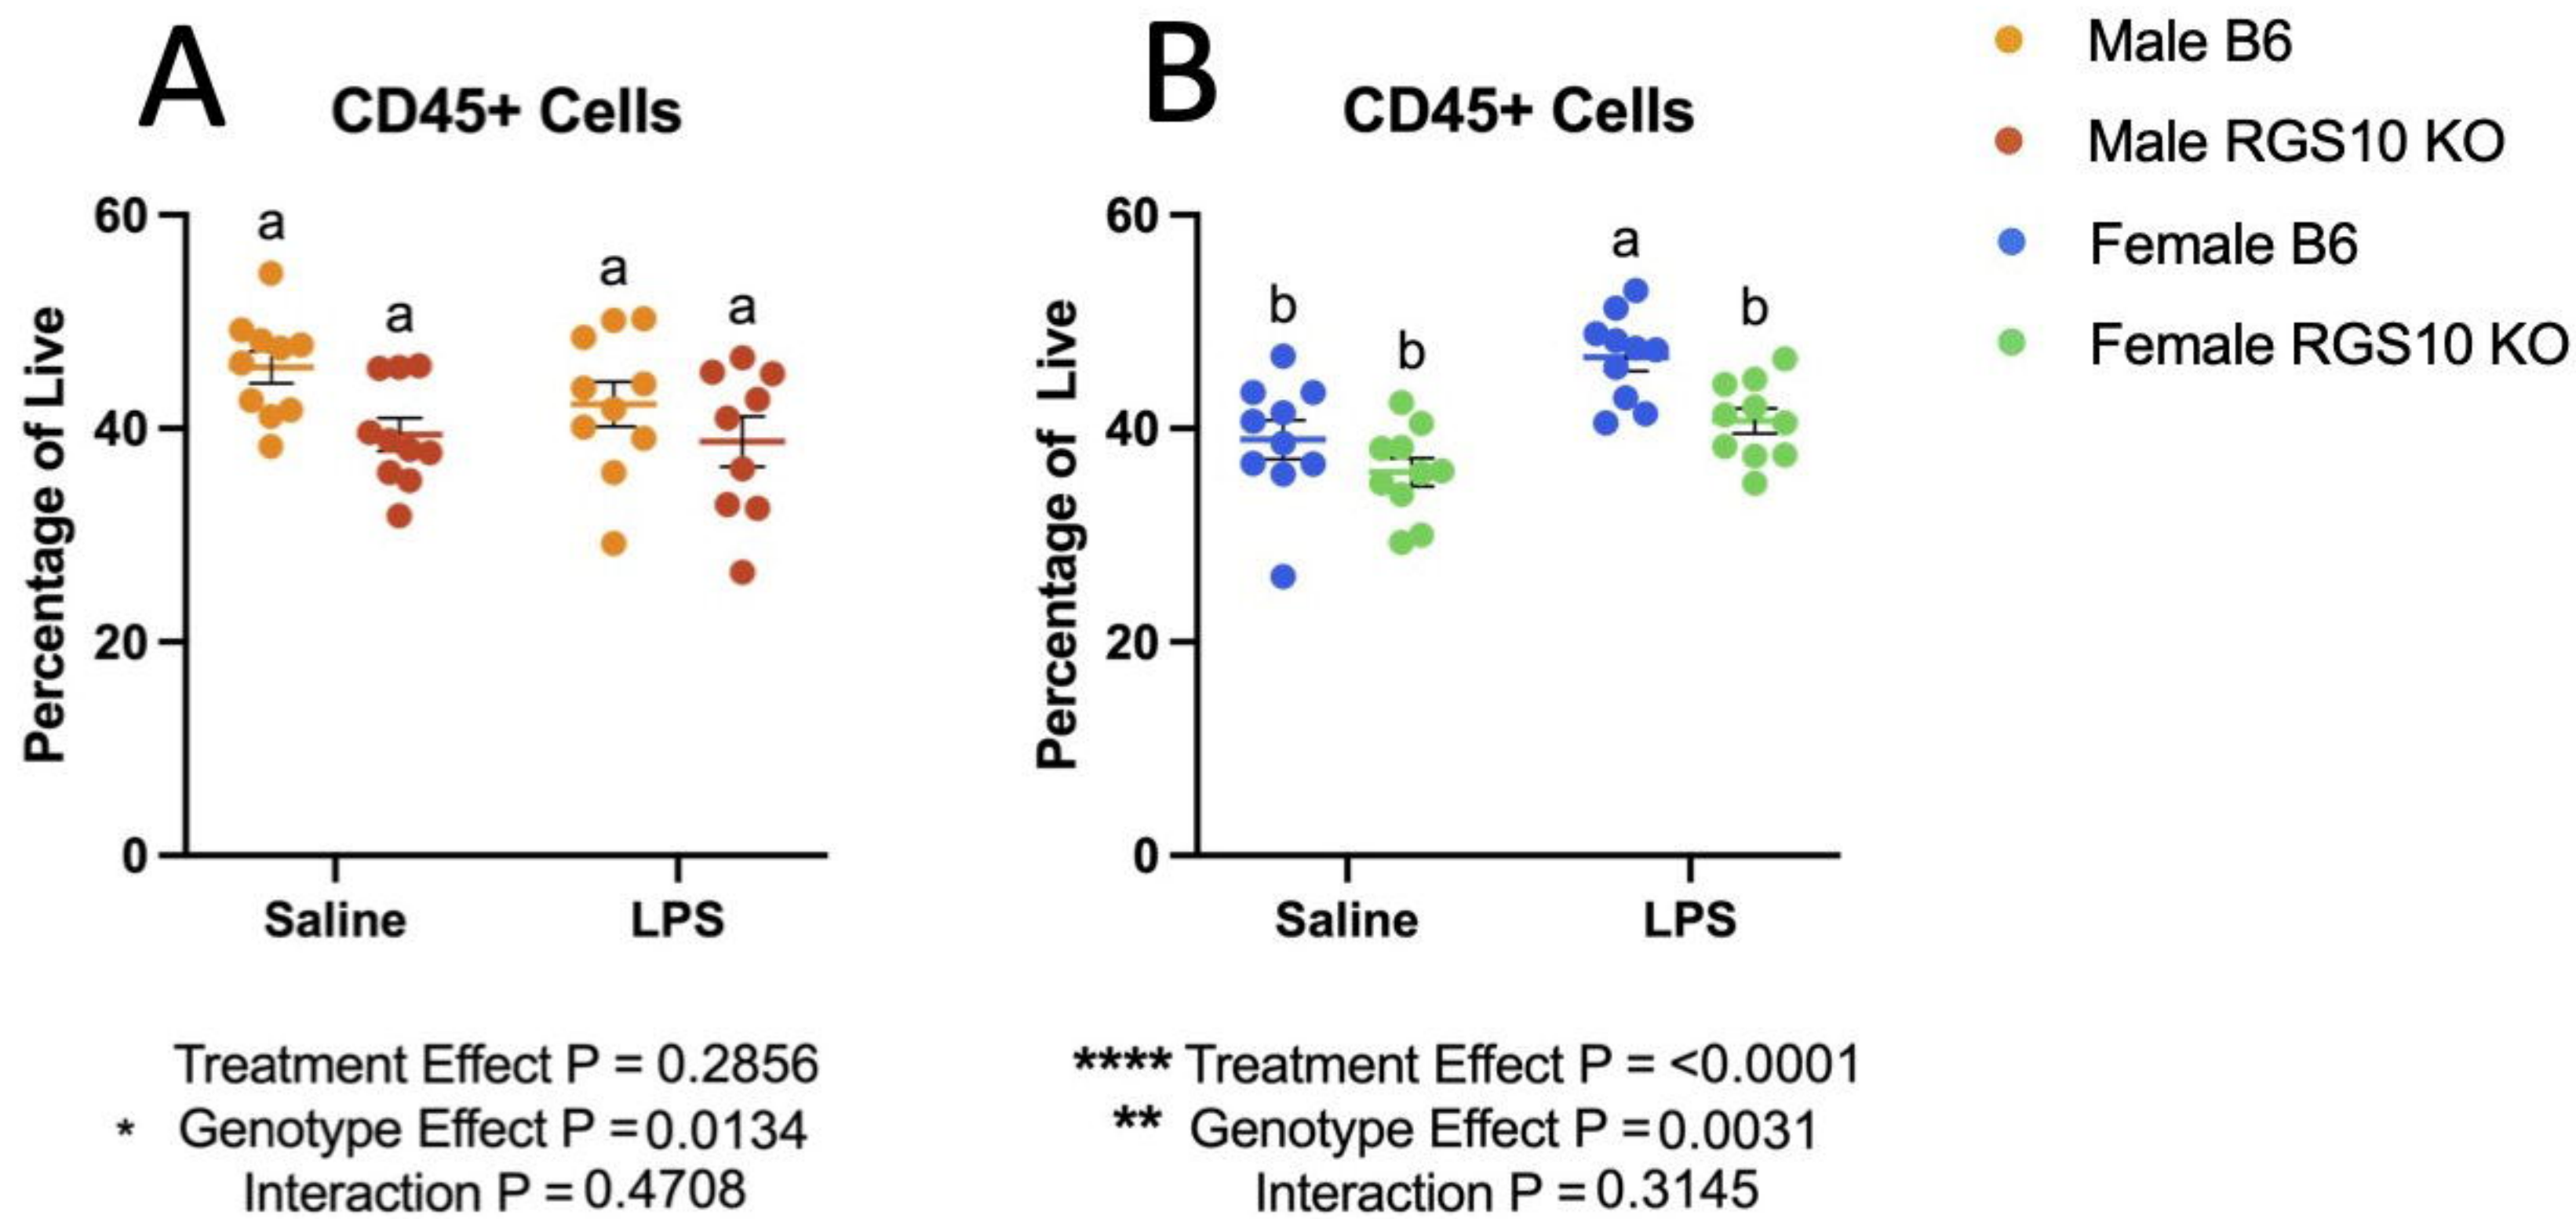 A
CD45+ Cells
Percentage of Live
60
40
20
0
a
a
a
a
Saline
LPS
Treatment Effect P = 0.2856
* Genotype Effect P =0.0134
Interaction P =0.4708
B
CD45+ Cells
Percentage of Live
60
40
20
0
b
b
a
b
Saline
LPS
**** Treatment Effect P = <0.0001
** Genotype Effect P =0.0031
Interaction P =0.3145
Male B6
Male RGS10 KO
Female B6
Female RGS10 KO